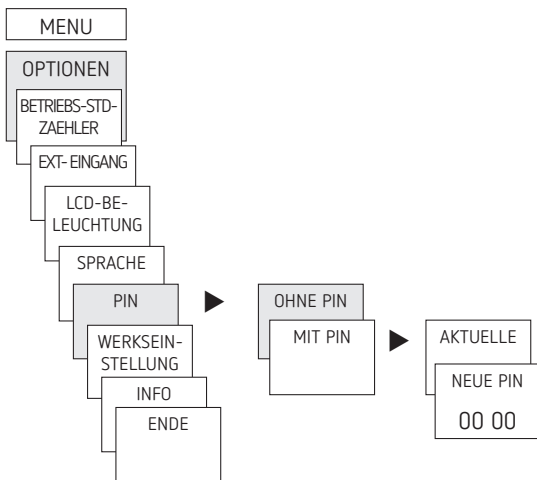 MENU
OPTIONEN
BETRIEBS-STD-
ZAEHLER
EXT- EINGANG
LCD-BE-
LEUCHTUNG
SPRACHE
PIN
WERKSEIN-
STELLUNG
INFO
ENDE
OHNE PIN
MIT PIN
AKTUELLE
NEUE PIN
00 00